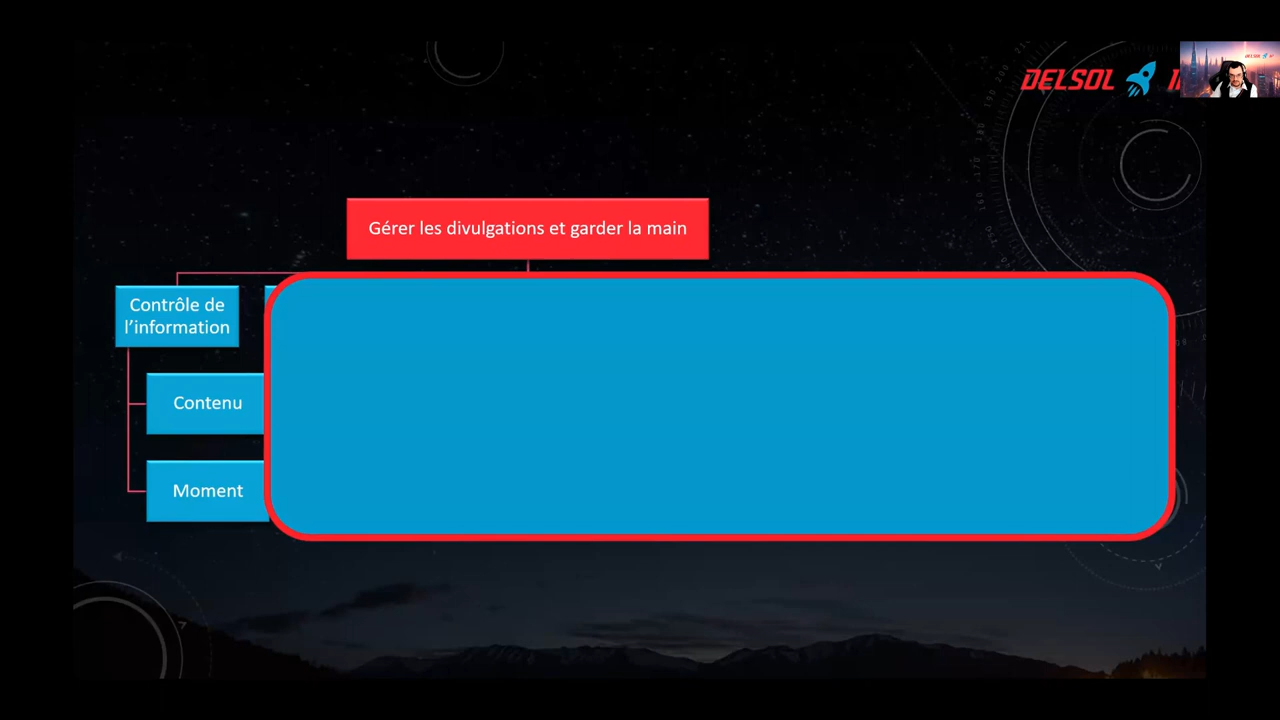 DELSOL
Gérer les divulgations et garder la main
Contrôle de
l’information
Contenu
Moment